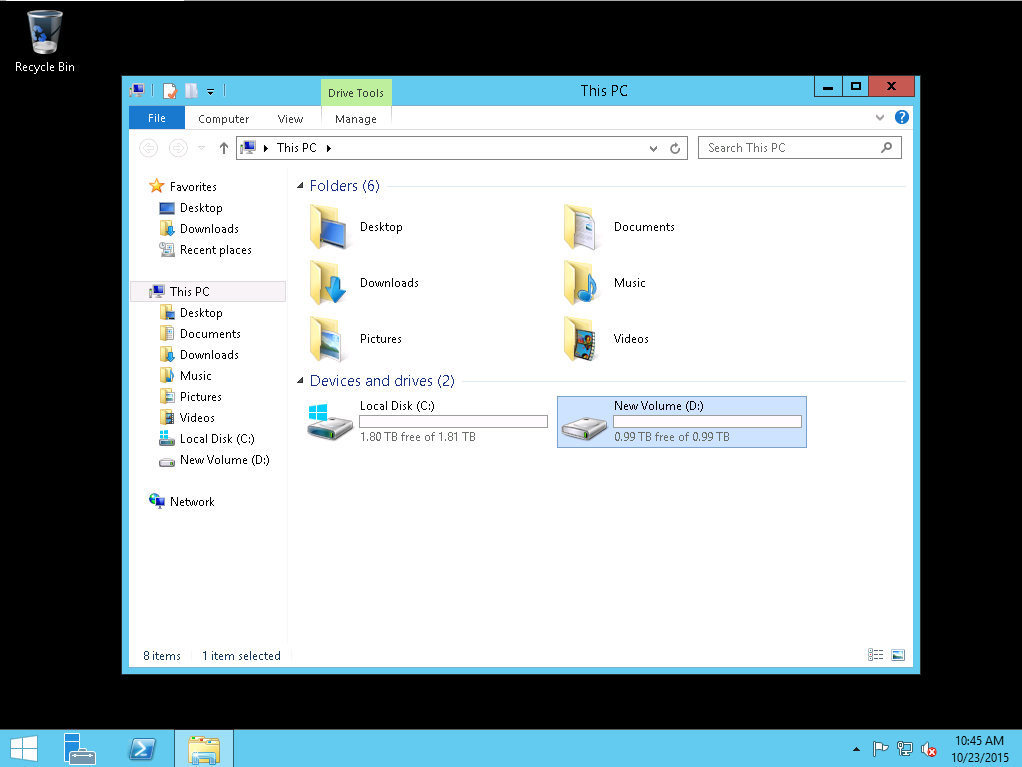 Recycle Bin
Drive Tools
This PC
File
Computer
View
Manage
This PC
Search This PC
Favorites
Desktop
Downloads
Recent places
This PC
Desktop
Documents
Downloads
Music
Pictures
Videos
Local Disk (C:)
New Volume (D:)
Network
Folders (6)
Desktop
Documents
Downloads
Music
Pictures
Videos
Devices and drives (2)
Local Disk (C:)
1.80 TB free of 1.81 TB
New Volume (D:)
0.99 TB free of 0.99 TB
8 items
1 item selected
10:45 AM
10/23/2015